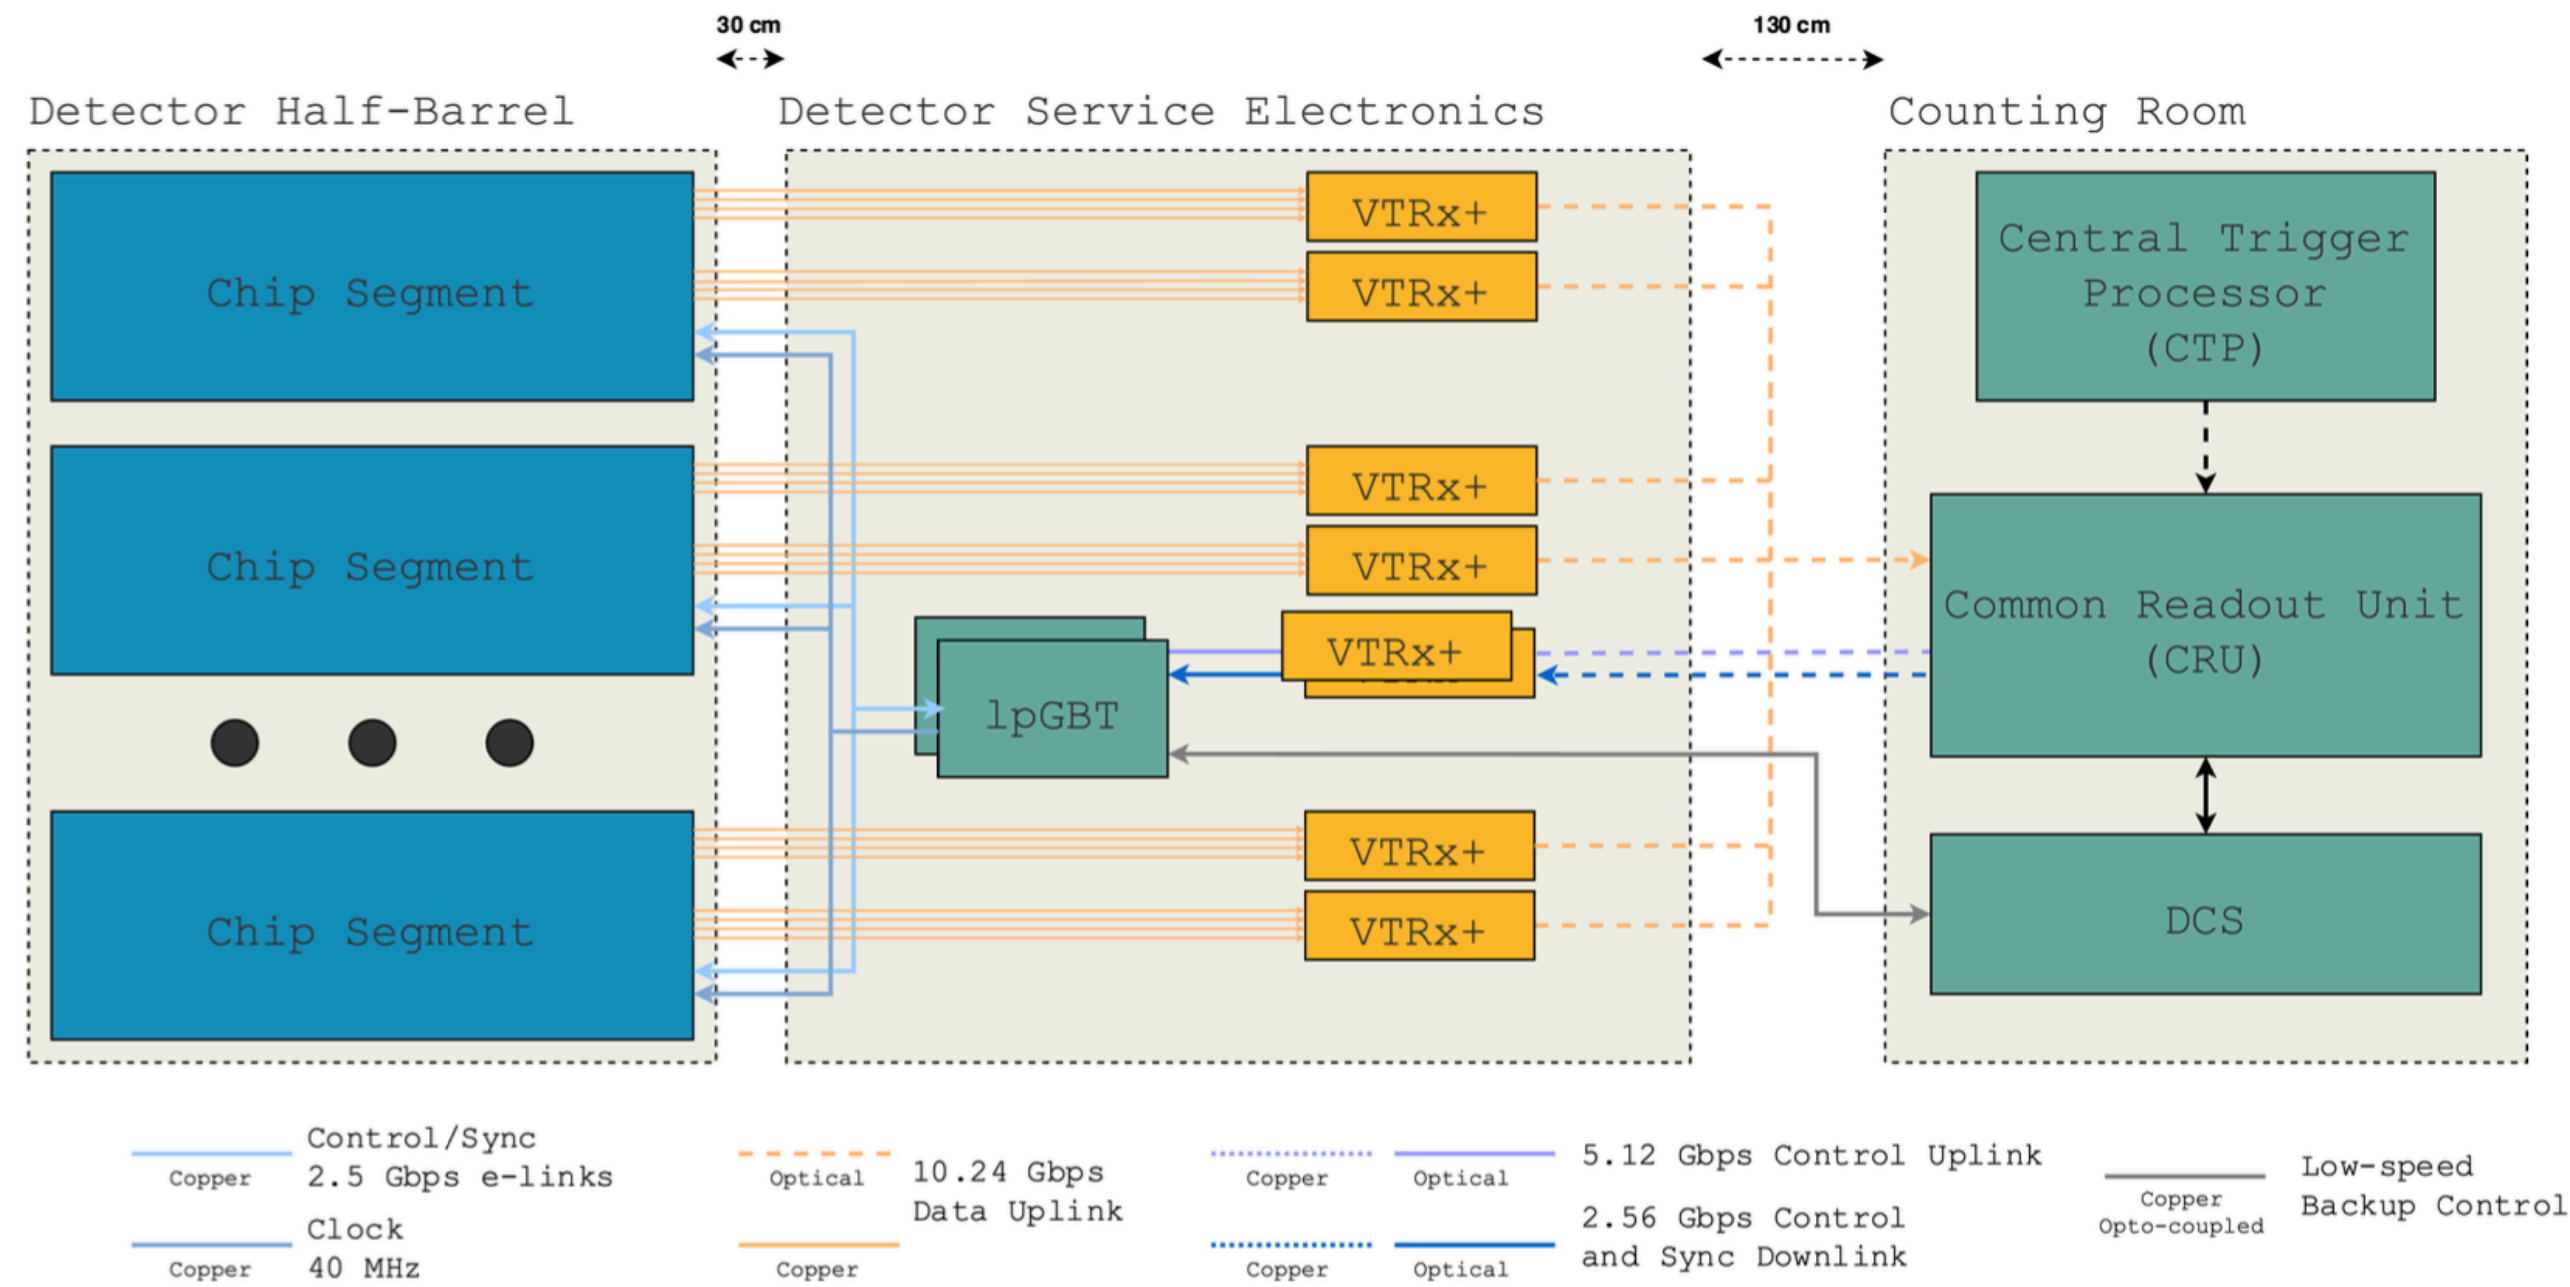 30 cm
130 cm
Detector Half-Barrel
Detector Service Electronics
Counting Room
Chip Segment
Chip Segment
Chip Segment
VTRx+
VTRx+
VTRx+
VTRx+
VTRx+
lpGBT
VTRx+
VTRx+
Central Trigger
Processor
(CTP)
Common Readout Unit
(CRU)
DCS
Copper
Control/Sync
2.5 Gbps e-links
Copper
Clock
40 MHz
Optical
10.24 Gbps
Data Uplink
Copper
Copper
Optical
5.12 Gbps Control Uplink
Copper
Optical
2.56 Gbps Control
and Sync Downlink
Copper
Opto-coupled
Low-speed
Backup Control